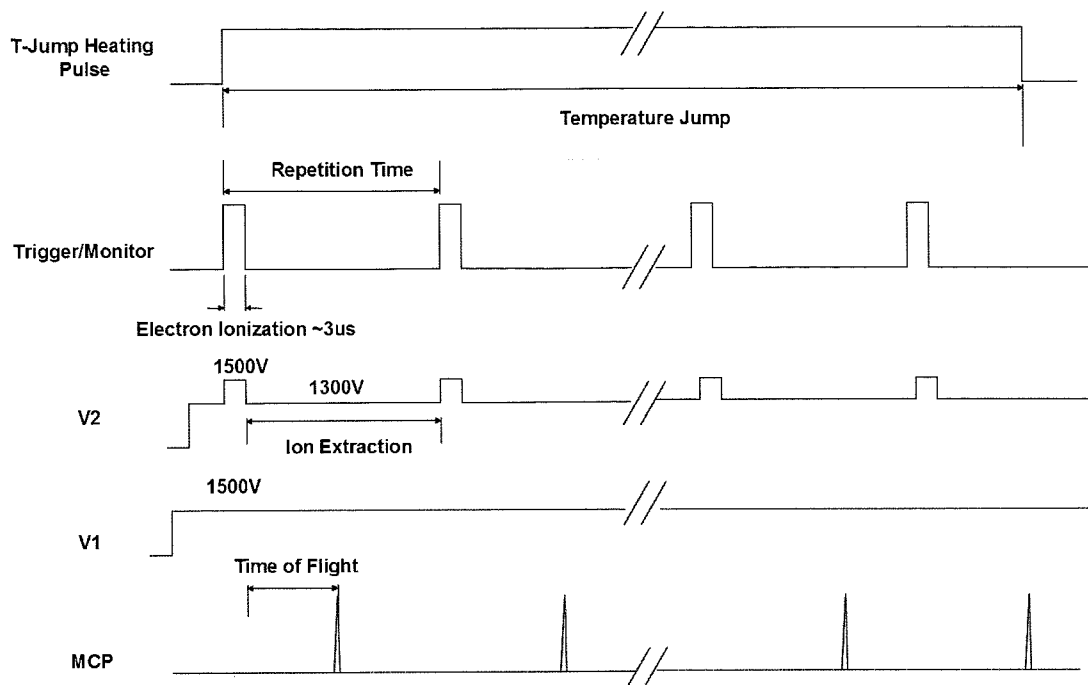 T-Jump Heating
Pulse
Temperature Jump
Repetition Time
Trigger/Monitor
Electron Ionization ~3us
1500V
1300V
V2
Ion Extraction
1500V
V1
Time of Flight
MCP